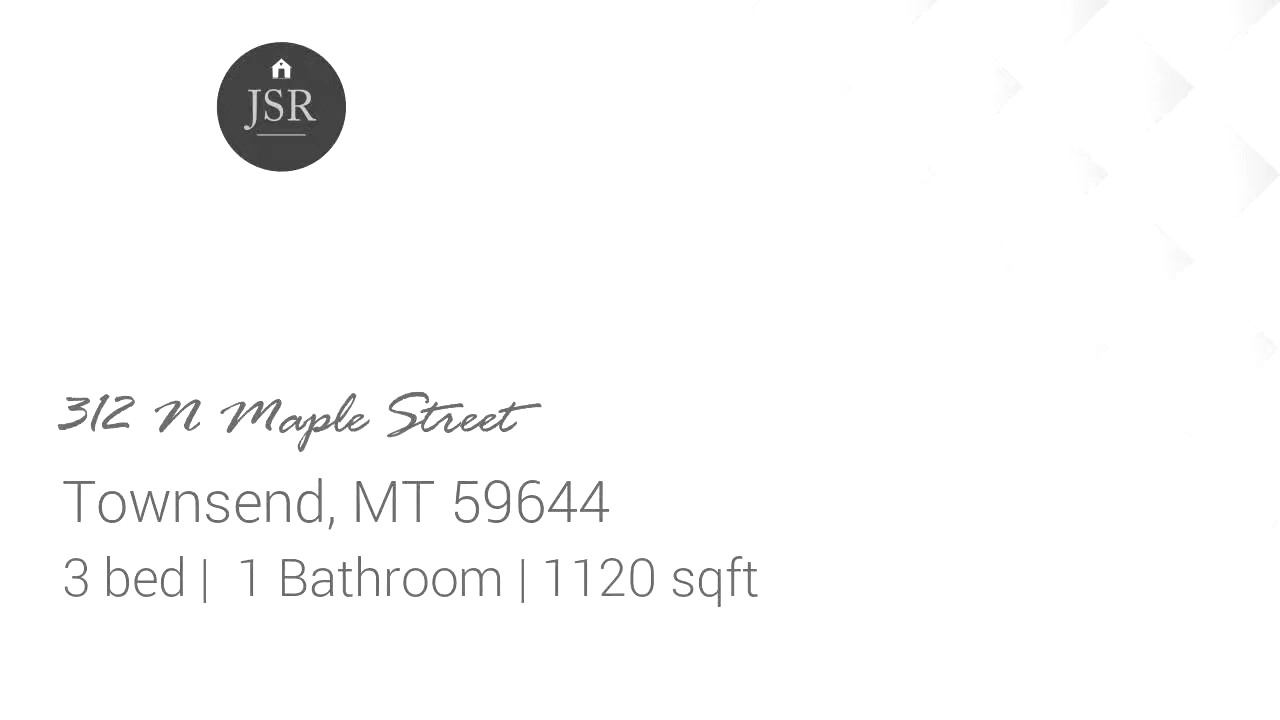 JSR
312 N Maple Street
Townsend, MT 59644
3 bed | 1 Bathroom | 1120 sqft